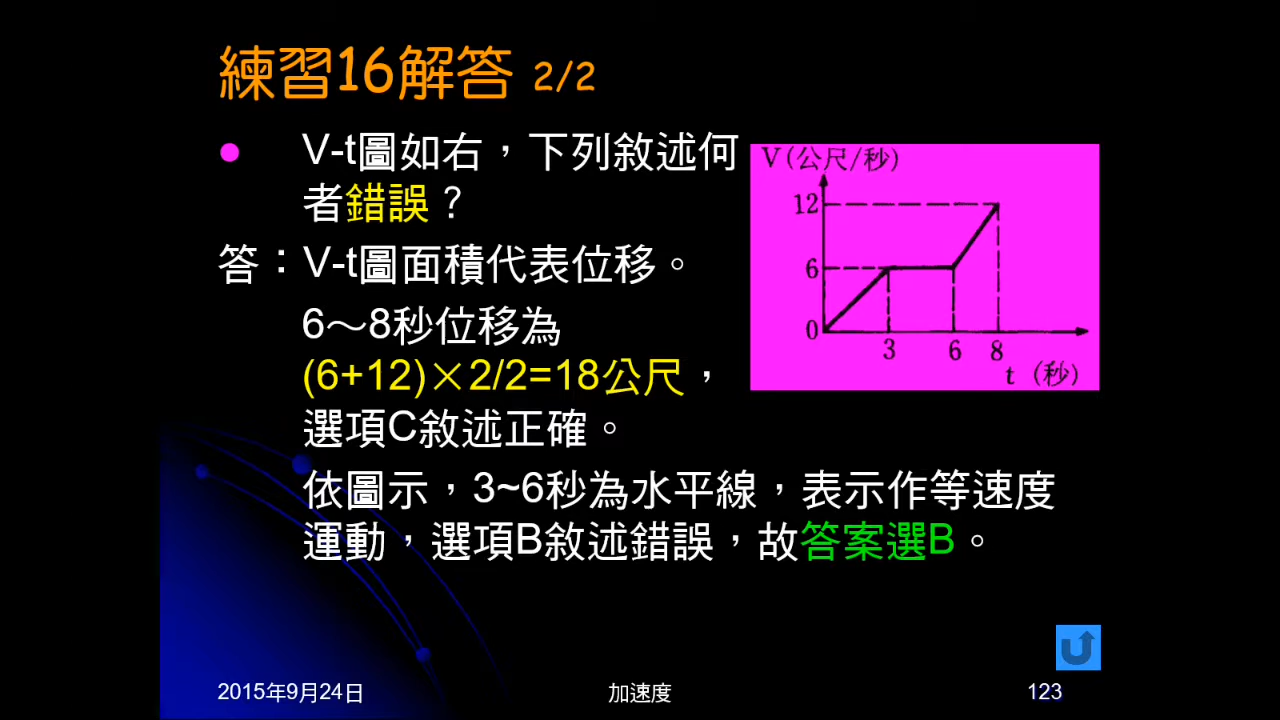 練習16解答 2/2
V-t圖如右，下列敘述何
者錯誤？
答：V-t圖面積代表位移。
6～8秒位移為
(6+12)×2/2=18公尺，
選項C敘述正確。
依圖示，3~6秒為水平線，表示作等速度
運動，選項B敘述錯誤，故答案選B。
V(公尺/秒)
12
6
0
3 6 8
t (秒)
2015年9月24日 加速度 123